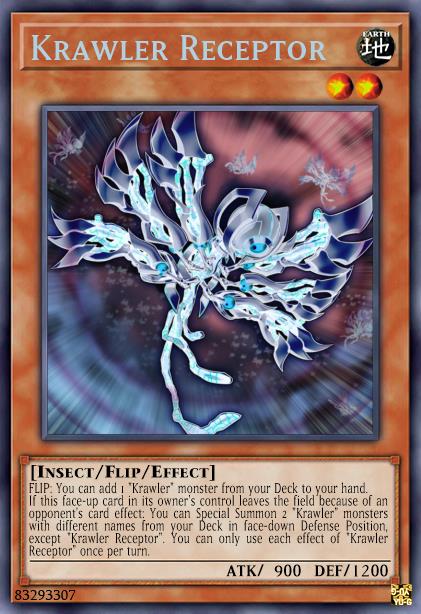 KRAWLER RECEPTOR
EARTH
地
[INSECT/FLIP/EFFECT]
FLIP: You can add 1 "Krawler" monster from your Deck to your hand.
If this face-up card in its owner's control leaves the field because of an
opponent's card effect: You can Special Summon 2 "Krawler" monsters
with different names from your Deck in face-down Defense Position,
except "Krawler Receptor". You can only use each effect of "Krawler
Receptor" once per turn.
ATK/ 900 DEF/1200
83293307